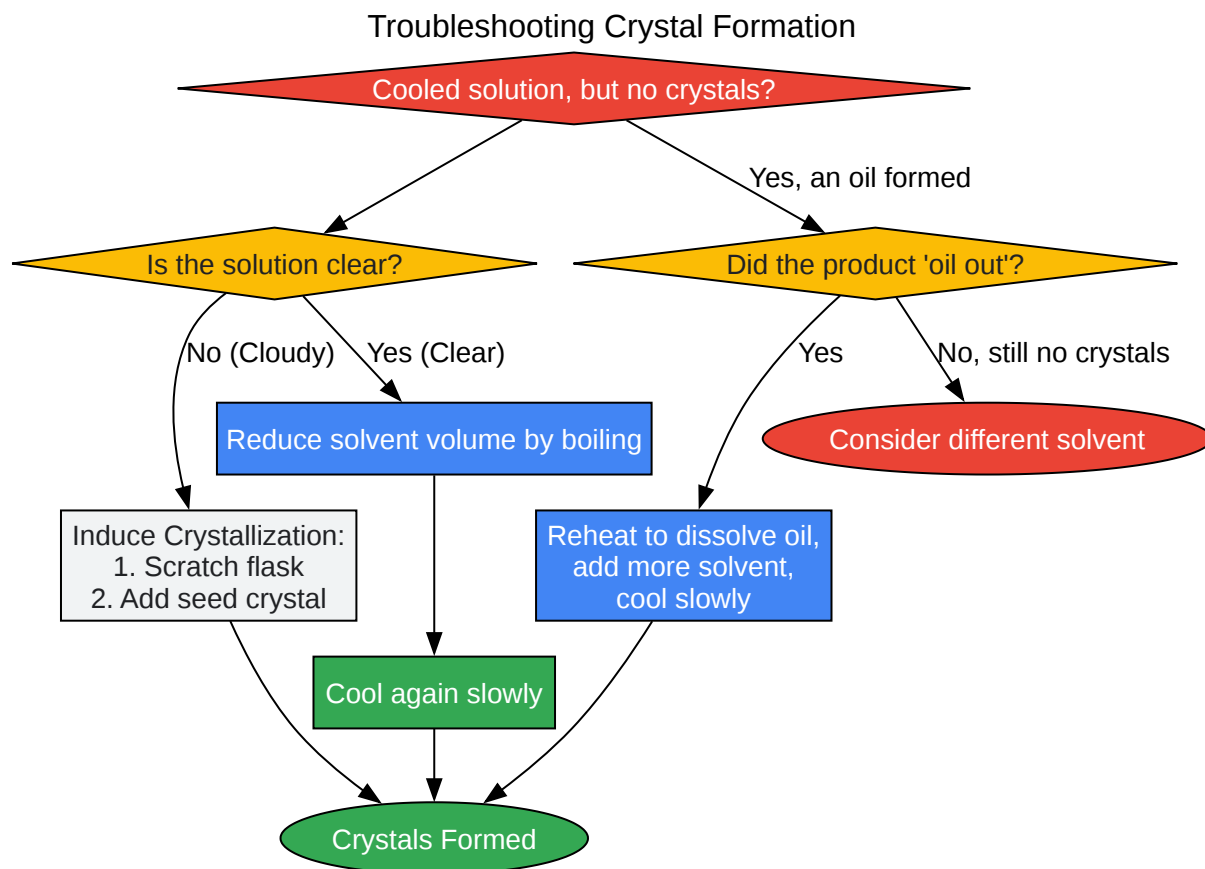 Troubleshooting Crystal Formation
Cooled solution, but no crystals?
Yes, an oil formed
Is the solution clear?
Did the product 'oil out'?
No (Cloudy)
Yes (Clear)
Yes
No, still no crystals
Reduce solvent volume by boiling
Consider different solvent
Induce Crystallization:
1. Scratch flask
2. Add seed crystal
Reheat to dissolve oil,
add more solvent,
cool slowly
Cool again slowly
Crystals Formed